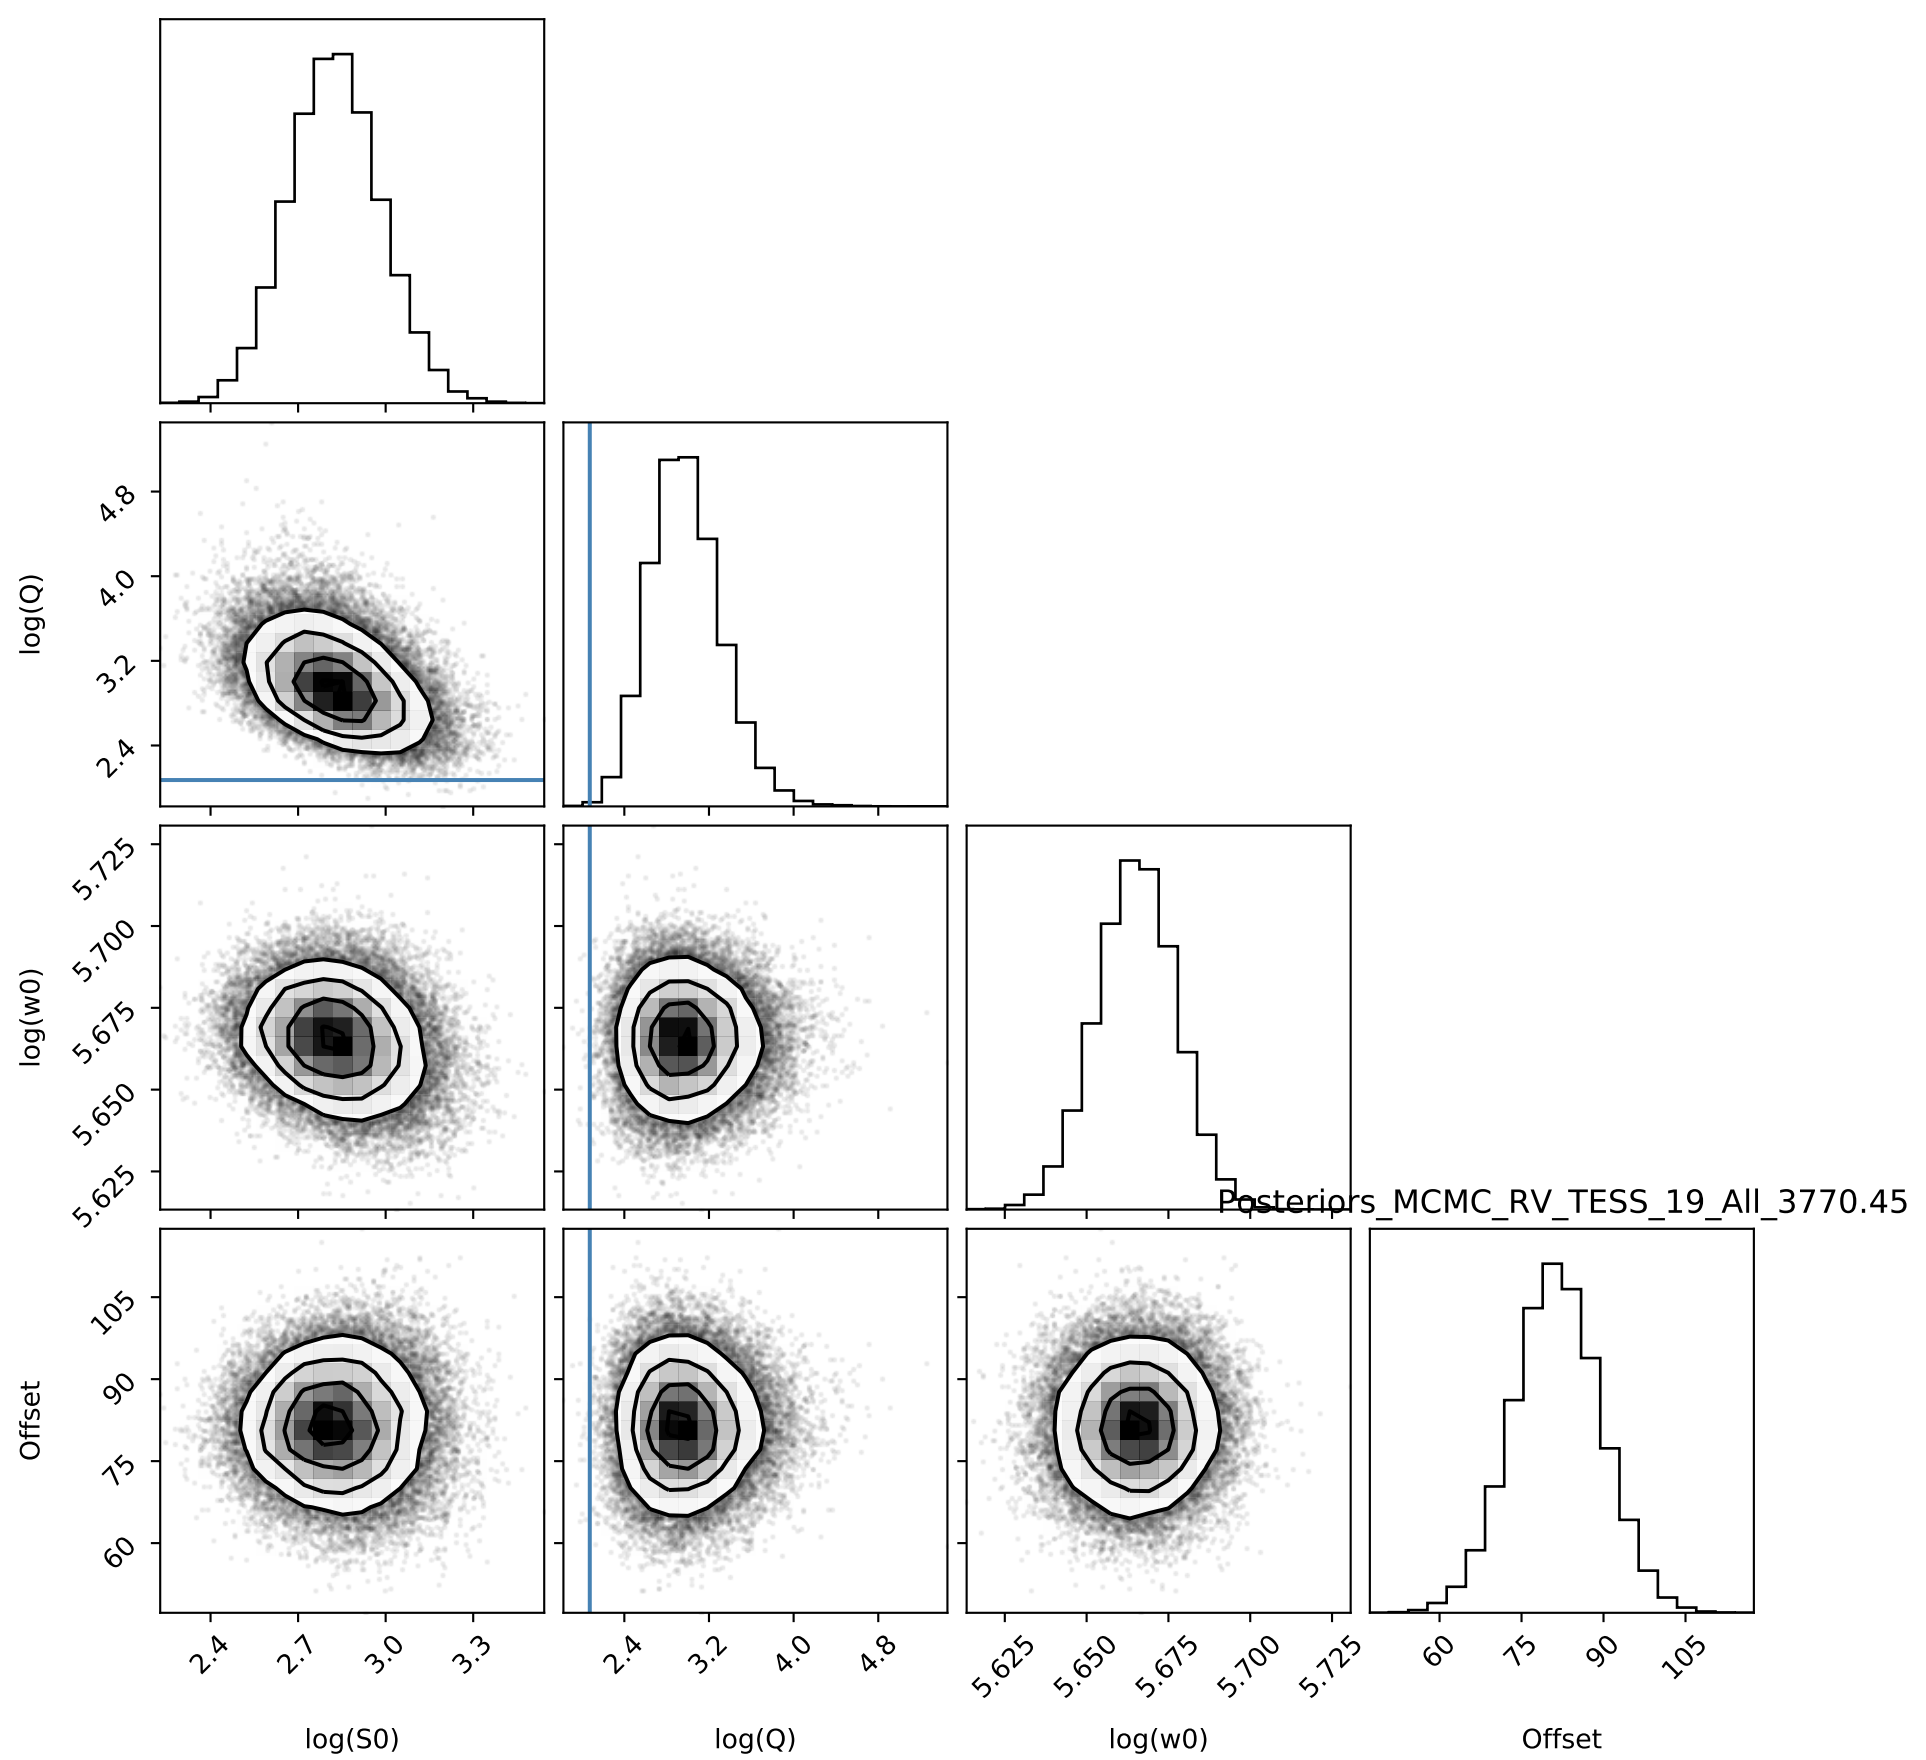 4.8
4.0
3.2
2.4
log(Q)
5.725
5.700
5.675
5.650
5.625
log(w0)
Posteriors_MCMC_RV_TESS_19_All_3770.45
105
90
75
60
Offset
2.4 2.7 3.0 3.3 2.4 3.2 4.0 4.8 5.625 5.650 5.675 5.700 5.725 60 75 90 105
log(S0) log(Q) log(w0) Offset